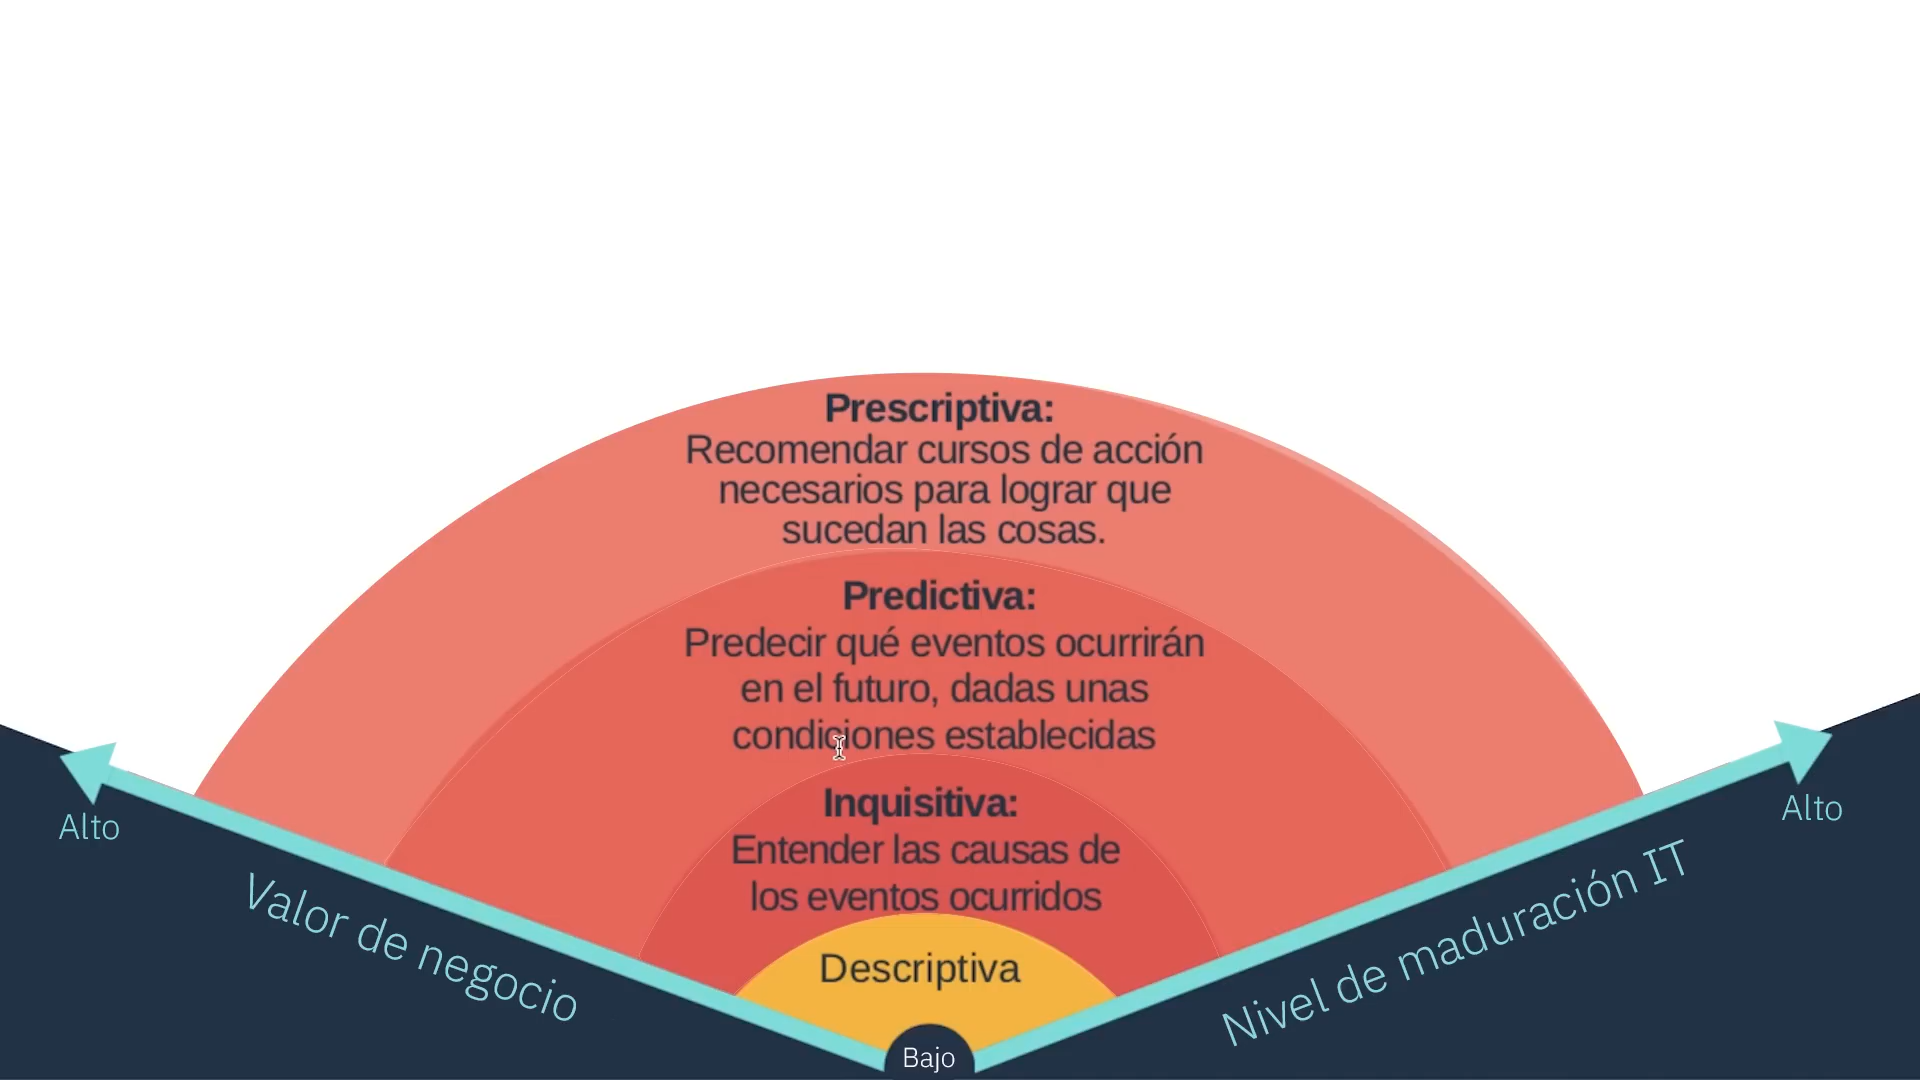 Prescriptiva:
Recomendar cursos de acción
necesarios para lograr que
sucedan las cosas.
Predictiva:
Predecir qué eventos ocurrirán
en el futuro, dadas unas
condiciones establecidas
Inquisitiva:
Entender las causas de
los eventos ocurridos
Descriptiva
Bajo
Alto
Valor de negocio
Alto
Nivel de maduración IT